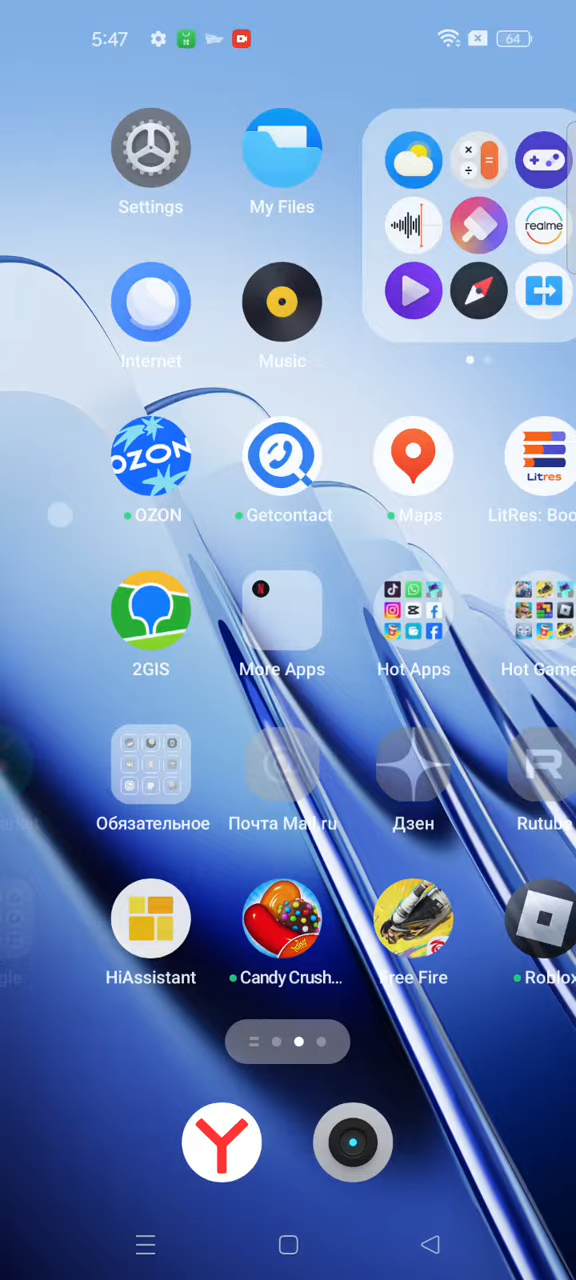 5:47
64
Settings
My Files
realme
Internet
Music
OZON
Litres
OZON
Getcontact
Maps
LitRes: Boo
2GIS
More Apps
Hot Apps
Hot Game
Обязательное
Почта Mail.ru
Дзен
Rutube
HiAssistant
Candy Crush...
Free Fire
Roblox